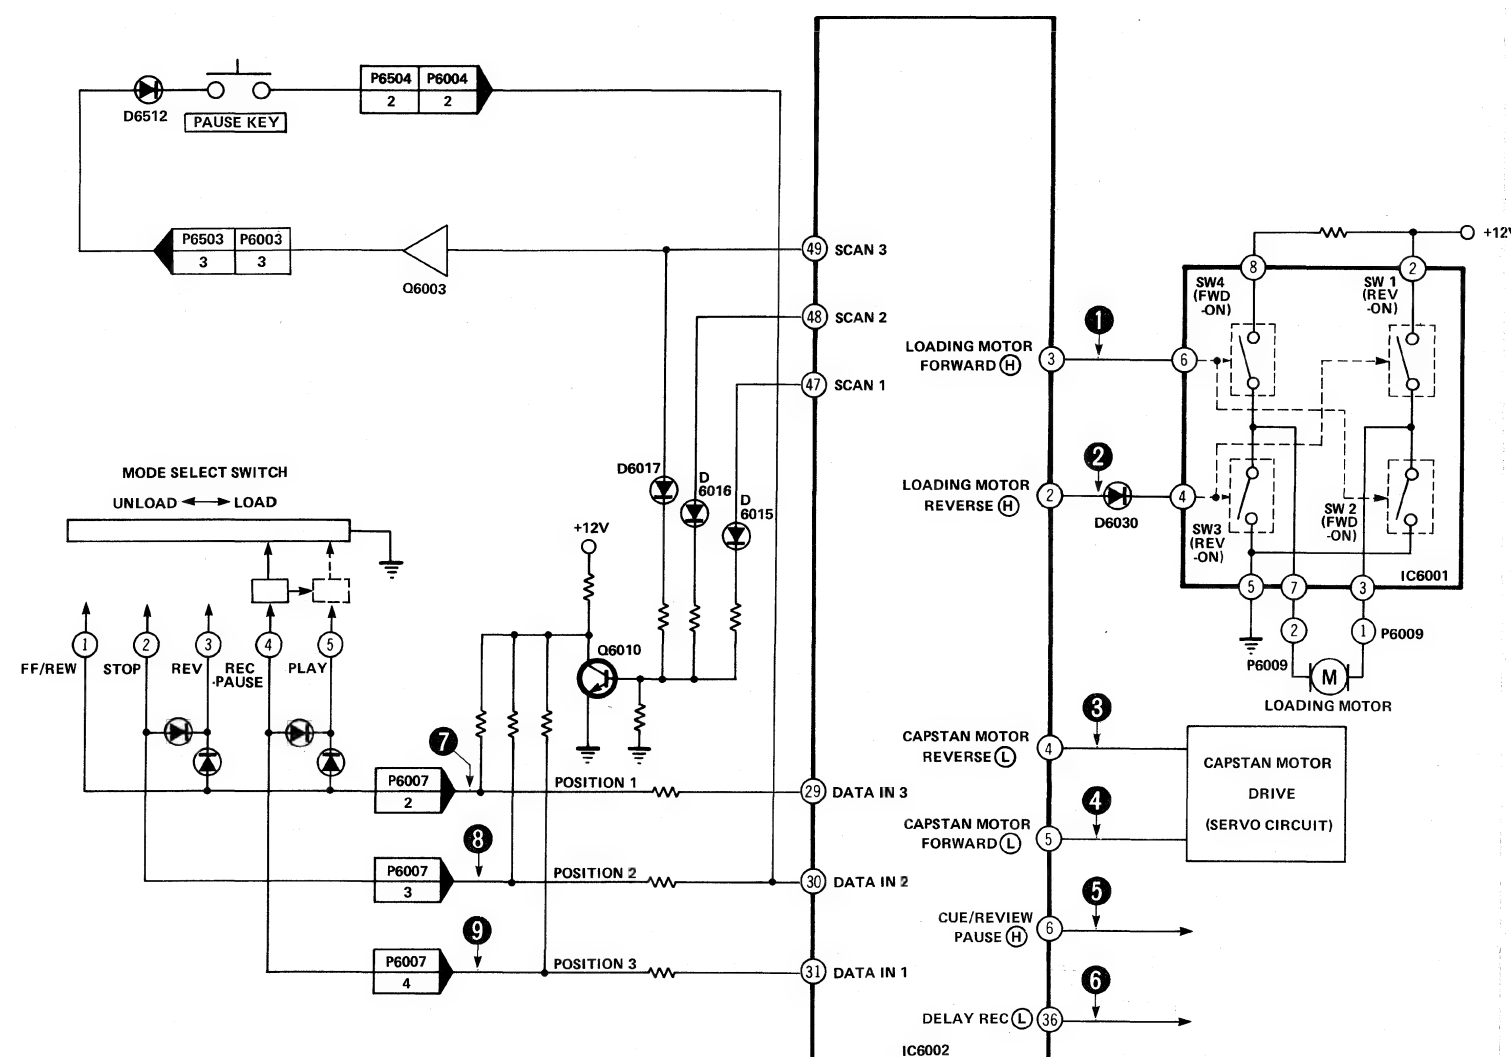 D6512
PAUSE KEY
P6504 P6004
2 2
P6503 P6003
3 3
Q6003
49 SCAN 3
48 SCAN 2
47 SCAN 1
MODE SELECT SWITCH
UNLOAD LOAD
1 2 3 4 5
FF/REW STOP REV REC -PAUSE PLAY
D6017
D 6016
D 6015
+12V
Q6010
7
P6007
2
POSITION 1
29 DATA IN 3
8
P6007
3
POSITION 2
30 DATA IN 2
9
P6007
4
POSITION 3
31 DATA IN 1
LOADING MOTOR
FORWARD H
3
1
6
LOADING MOTOR
REVERSE H
2
2
D6030
4
+12V
8
2
SW4
(FWD
-ON)
SW 1
(REV
-ON)
SW3
(REV
-ON)
SW 2
(FWD
-ON)
IC6001
5 7 3
2 1 P6009
P6009
M
LOADING MOTOR
CAPSTAN MOTOR
REVERSE L
4
3
CAPSTAN MOTOR
FORWARD L
5
4
CAPSTAN MOTOR
DRIVE
(SERVO CIRCUIT)
CUE/REVIEW
PAUSE H
6
5
DELAY REC L 36
6
IC6002